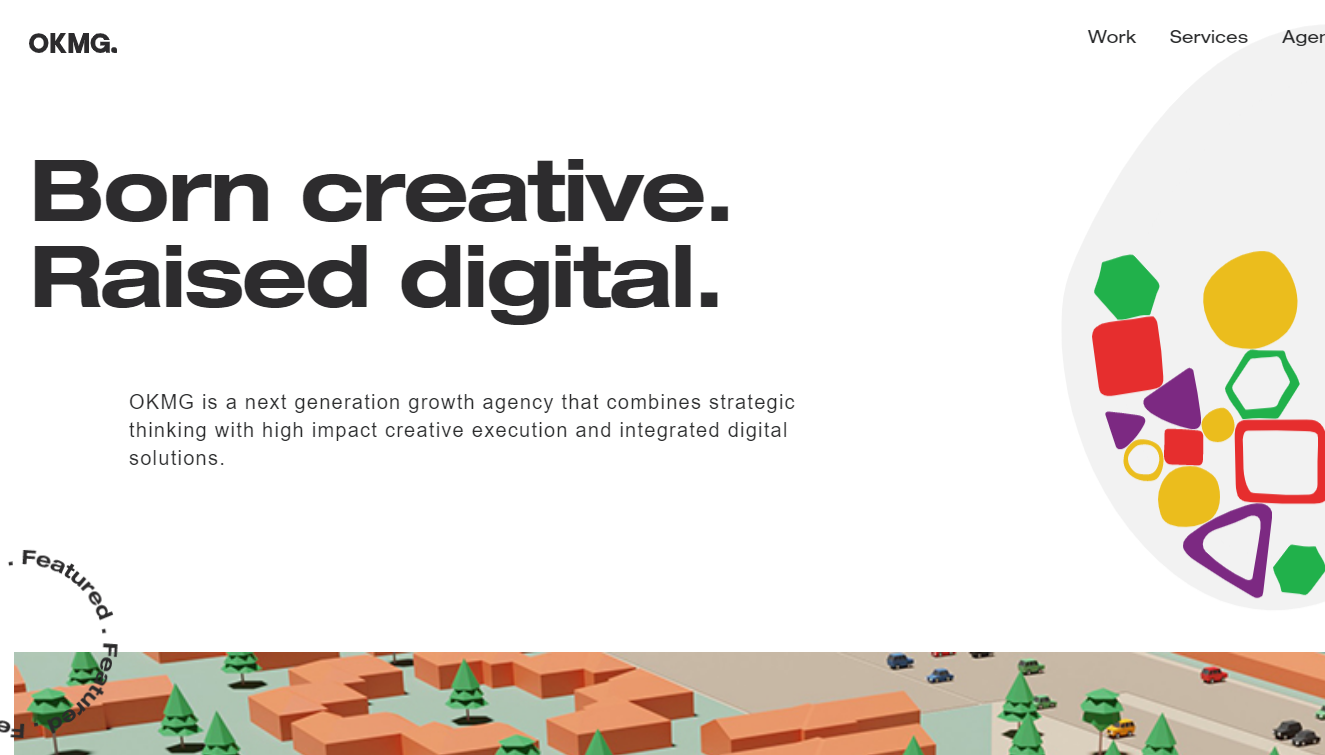 OKMG.
Work Services Agen
Born creative.
Raised digital.
OKMG is a next generation growth agency that combines strategic
thinking with high impact creative execution and integrated digital
solutions.
. Featured . Featured . Fe